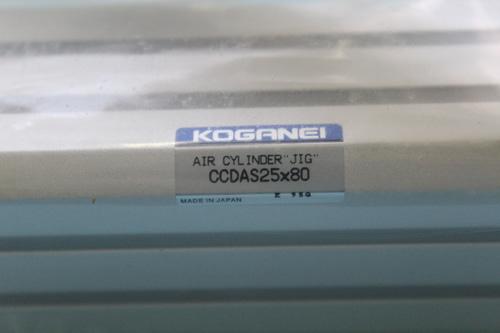 KOGANEI
AIR CYLINDER"JIG"
CCDAS25x80
MADE IN JAPAN